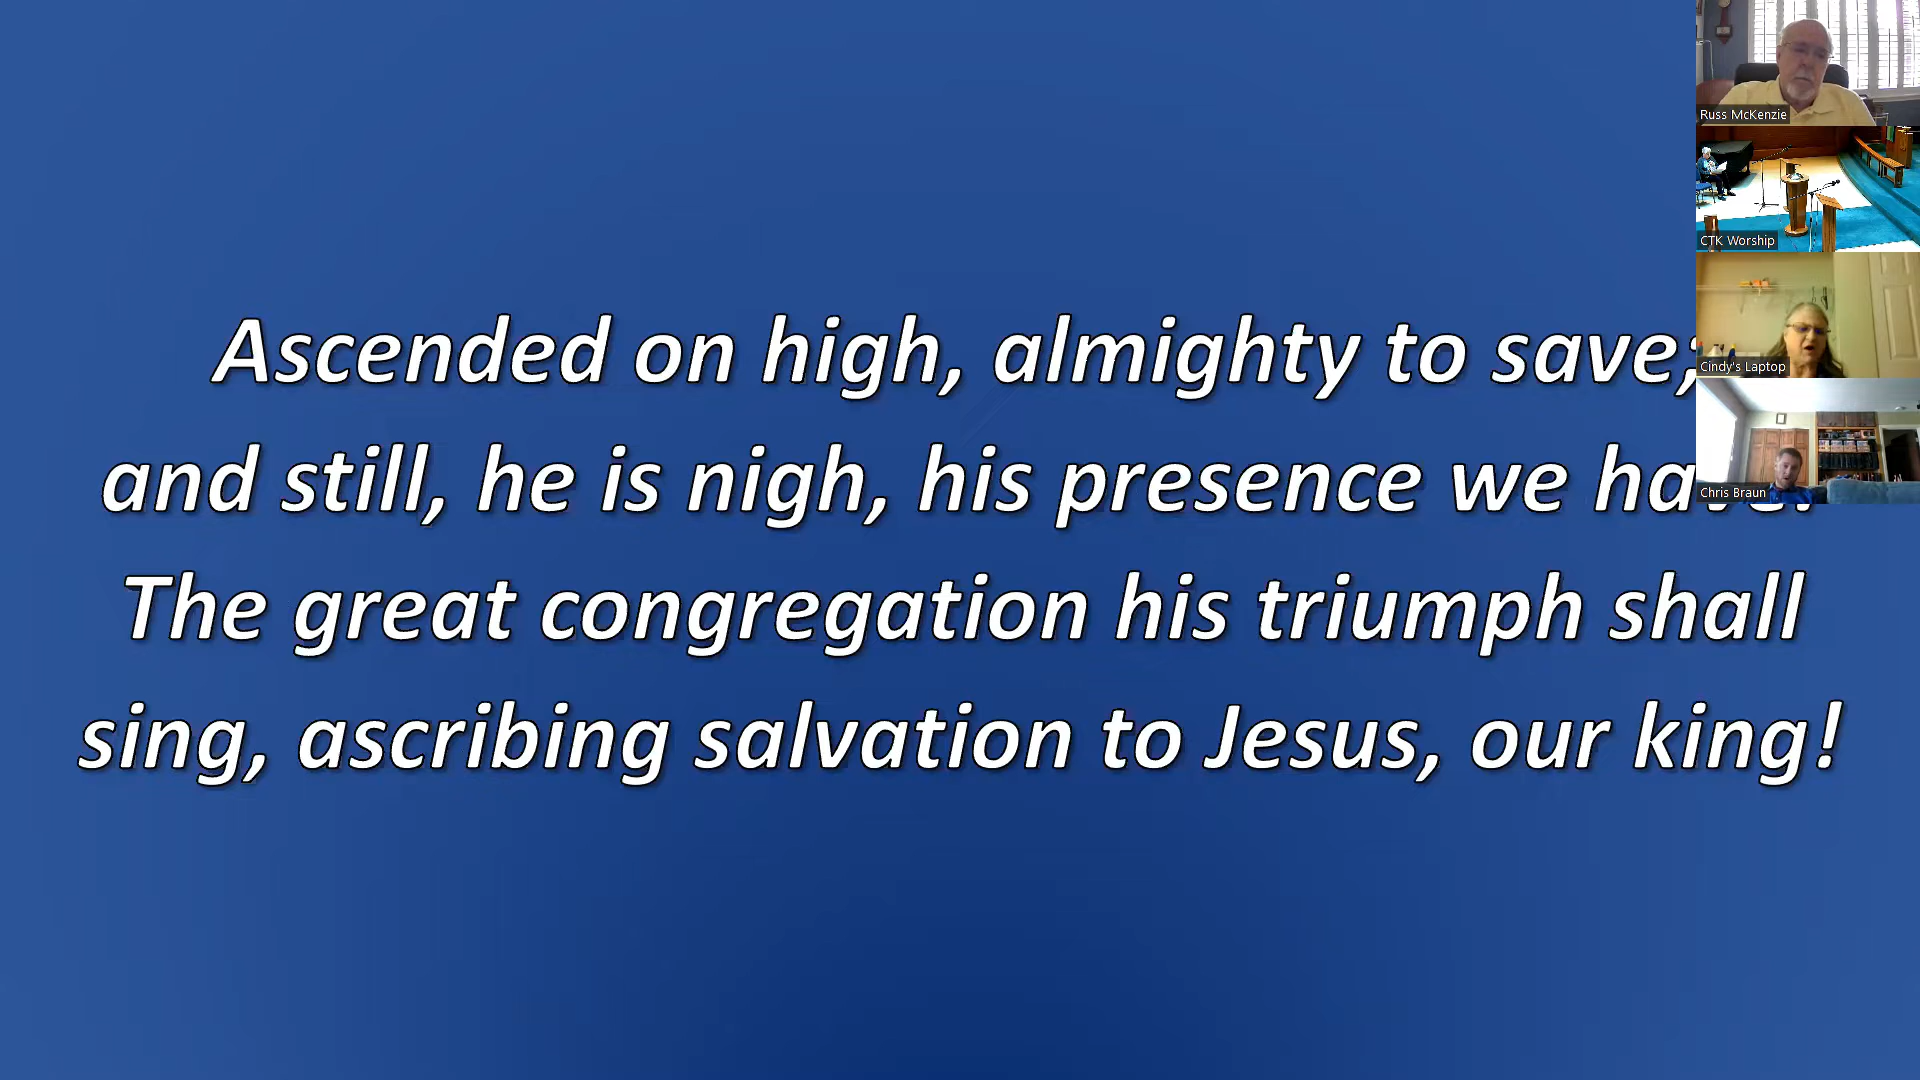 Ascended on high, almighty to save;
and still, he is nigh, his presence we
The great congregation his triumph shall
sing, ascribing salvation to Jesus, our king!
Russ McKenzie
CTK Worship
Cindy's Laptop
Chris Braun